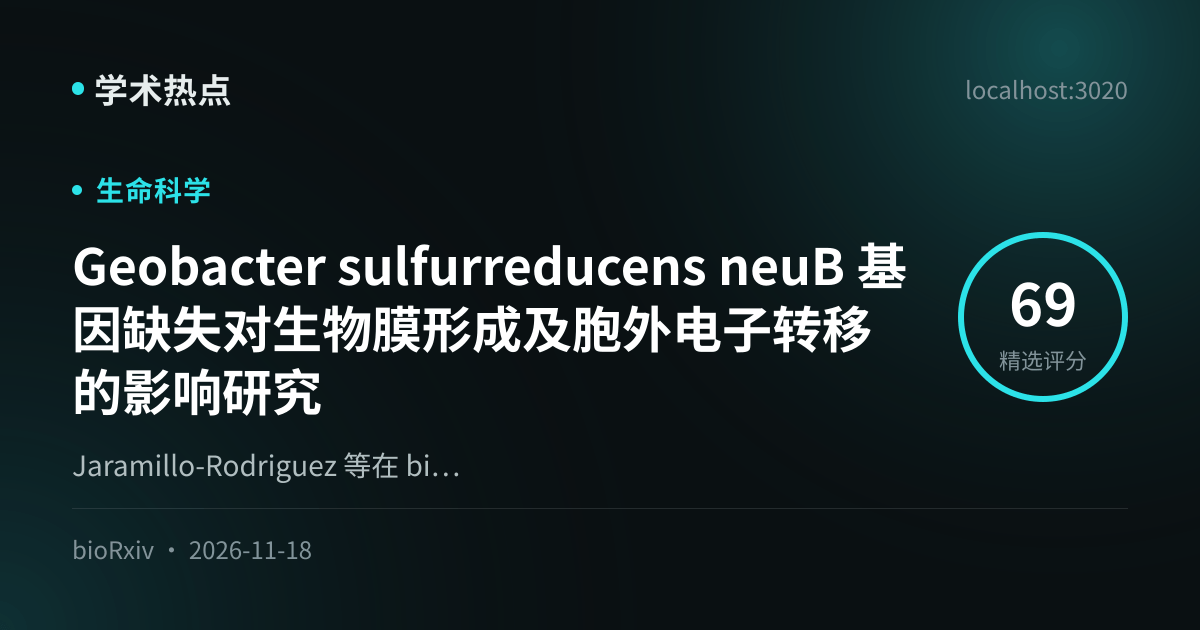 学术热点
localhost:3020
生命科学
Geobacter sulfurreducens neuB 基
因缺失对生物膜形成及胞外电子转移
的影响研究
69
精选评分
Jaramillo-Rodriguez 等在 bi…
bioRxiv • 2026-11-18